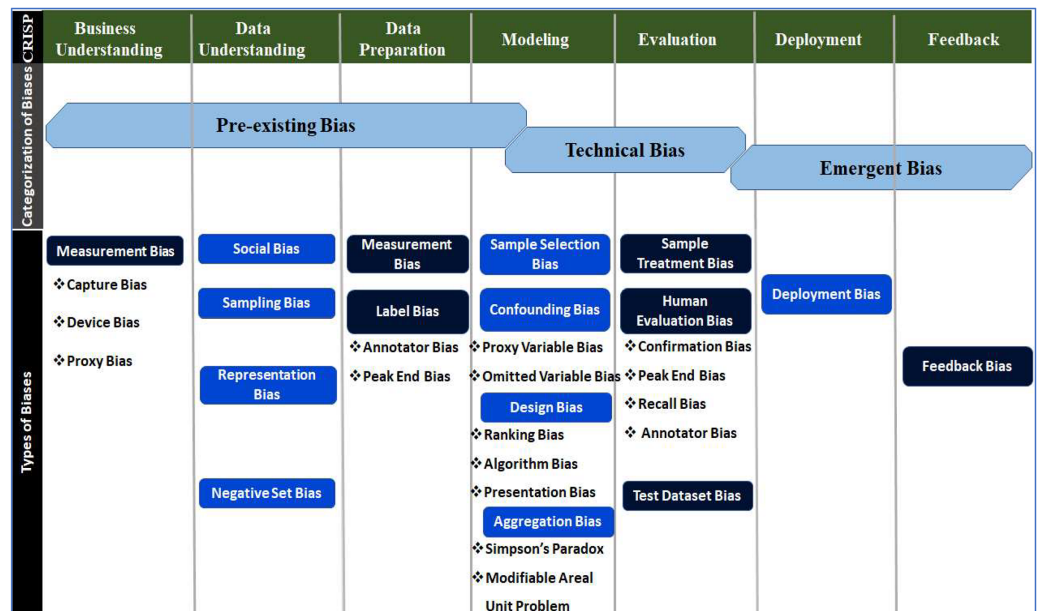 CRISP
Business
Understanding
Data
Understanding
Data
Preparation
Modeling
Evaluation
Deployment
Feedback
Categorization of Biases
Pre-existing Bias
Technical Bias
Emergent Bias
Types of Biases
Measurement Bias
❖Capture Bias
❖Device Bias
❖Proxy Bias
Social Bias
Sampling Bias
Representation
Bias
Negative Set Bias
Measurement
Bias
Label Bias
❖Annotator Bias
❖Peak End Bias
Sample Selection
Bias
Confounding Bias
❖Proxy Variable Bias
❖Omitted Variable Bias
Design Bias
❖Ranking Bias
❖Algorithm Bias
❖Presentation Bias
Aggregation Bias
❖Simpson's Paradox
❖Modifiable Areal
Unit Problem
Sample
Treatment Bias
Human
Evaluation Bias
❖Confirmation Bias
❖Peak End Bias
❖Recall Bias
❖ Annotator Bias
Test Dataset Bias
Deployment Bias
Feedback Bias